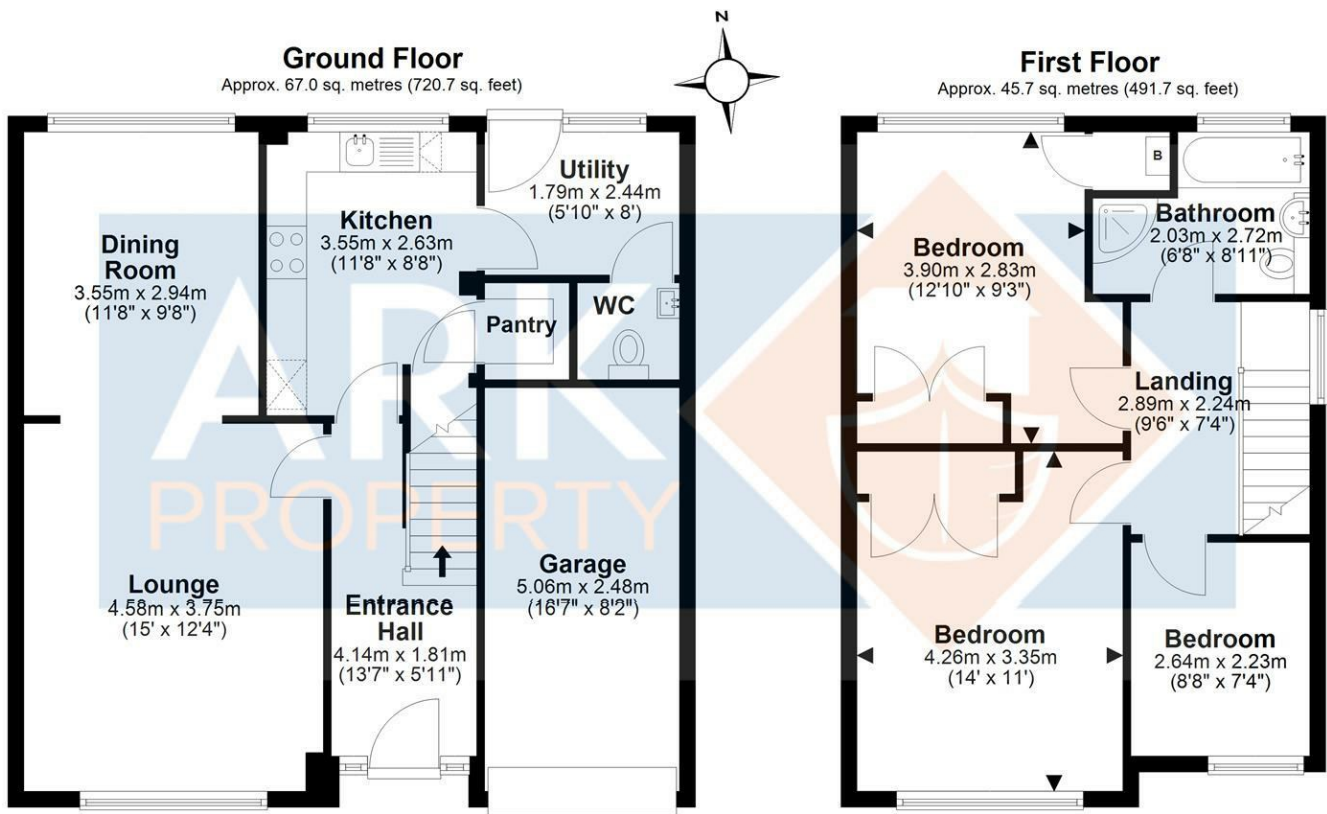 N
Ground Floor
Approx. 67.0 sq. metres (720.7 sq. feet)
Utility
1.79m x 2.44m
(5'10" x 8')
Kitchen
3.55m x 2.63m
(11'8" x 8'8")
Dining
Room
3.55m x 2.94m
(11'8" x 9'8")
Pantry
WC
Lounge
4.58m x 3.75m
(15' x 12'4")
Entrance
Hall
4.14m x 1.81m
(13'7" x 5'11")
Garage
5.06m x 2.48m
(16'7" x 8'2")
First Floor
Approx. 45.7 sq. metres (491.7 sq. feet)
B
Bathroom
2.03m x 2.72m
(6'8" x 8'11")
Bedroom
3.90m x 2.83m
(12'10" x 9'3")
Landing
2.89m x 2.24m
(9'6" x 7'4")
Bedroom
4.26m x 3.35m
(14' x 11')
Bedroom
2.64m x 2.23m
(8'8" x 7'4")
ARK
PROPERTY